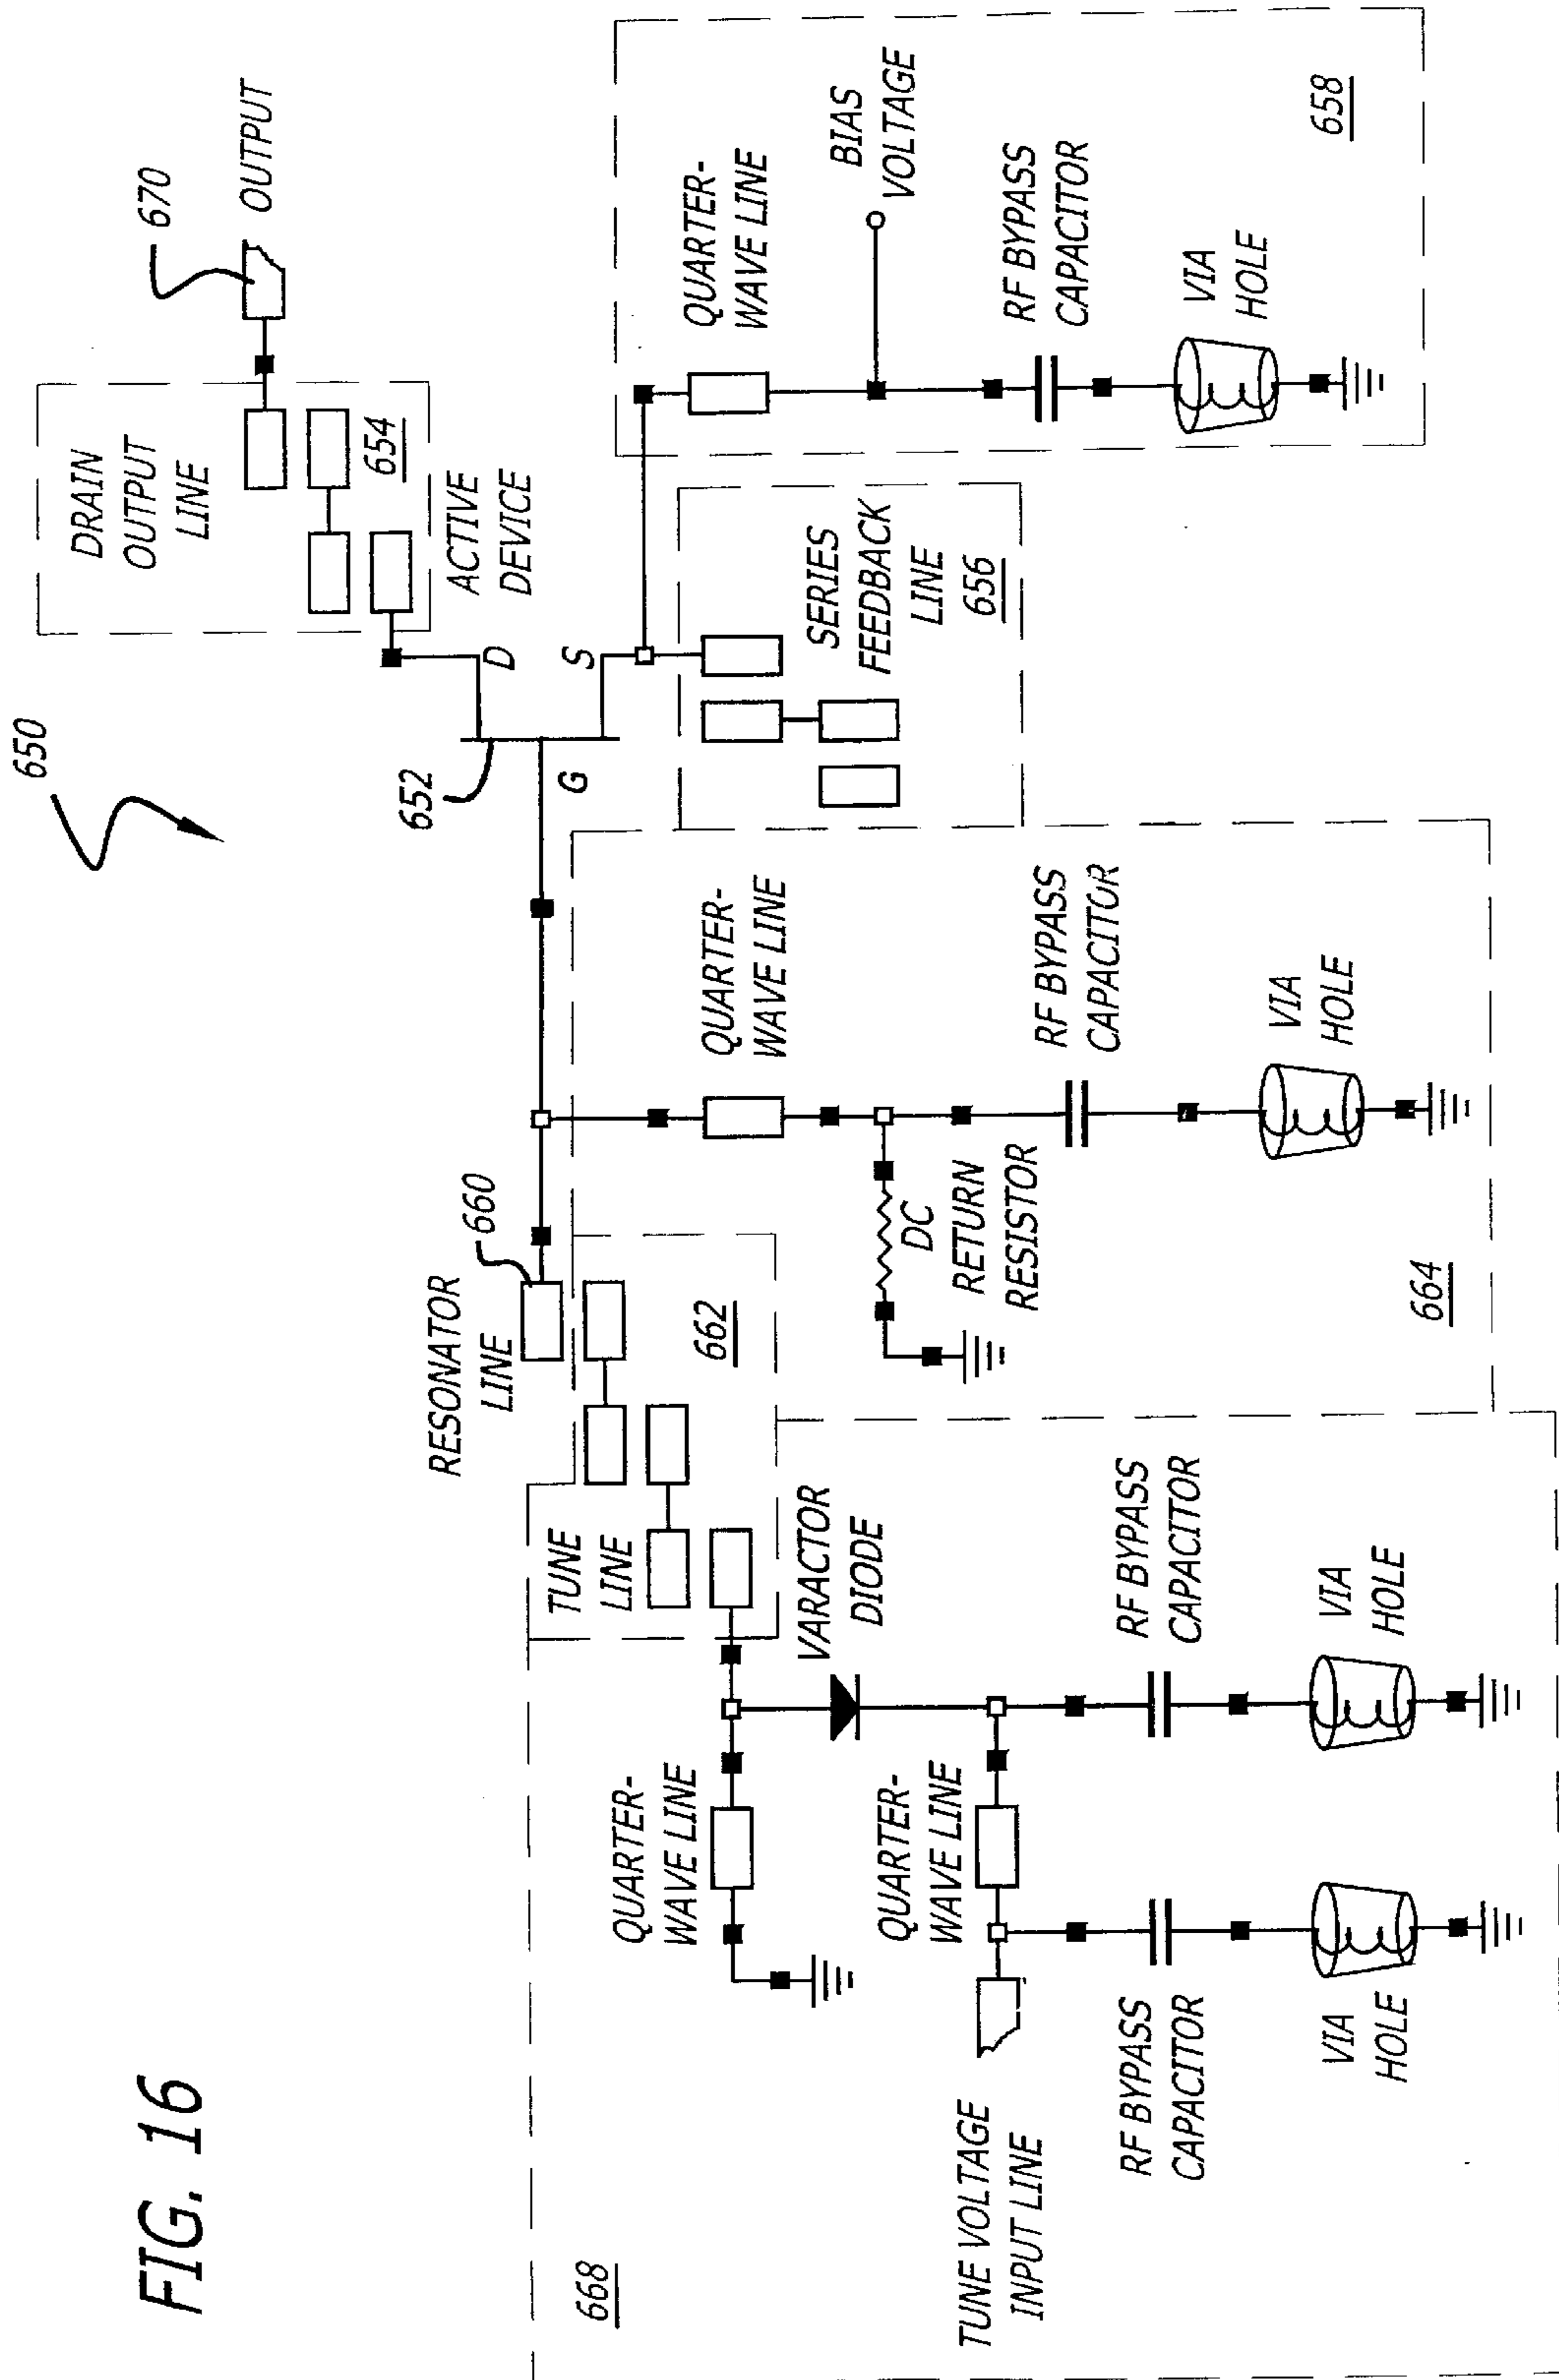 FIG. 16
650
670
OUTPUT
DRAIN
OUTPUT
LINE
654
ACTIVE
DEVICE
652
D
G
S
SERIES
FEEDBACK
LINE
656
QUARTER-
WAVE LINE
BIAS
VOLTAGE
RF BYPASS
CAPACITOR
VIA
HOLE
658
RESONATOR
LINE
660
QUARTER-
WAVE LINE
DC
RETURN
RESISTOR
RF BYPASS
CAPACITOR
VIA
HOLE
664
TUNE
LINE
662
668
QUARTER-
WAVE LINE
VARACTOR
DIODE
QUARTER-
WAVE LINE
TUNE VOLTAGE
INPUT LINE
RF BYPASS
CAPACITOR
VIA
HOLE
RF BYPASS
CAPACITOR
VIA
HOLE